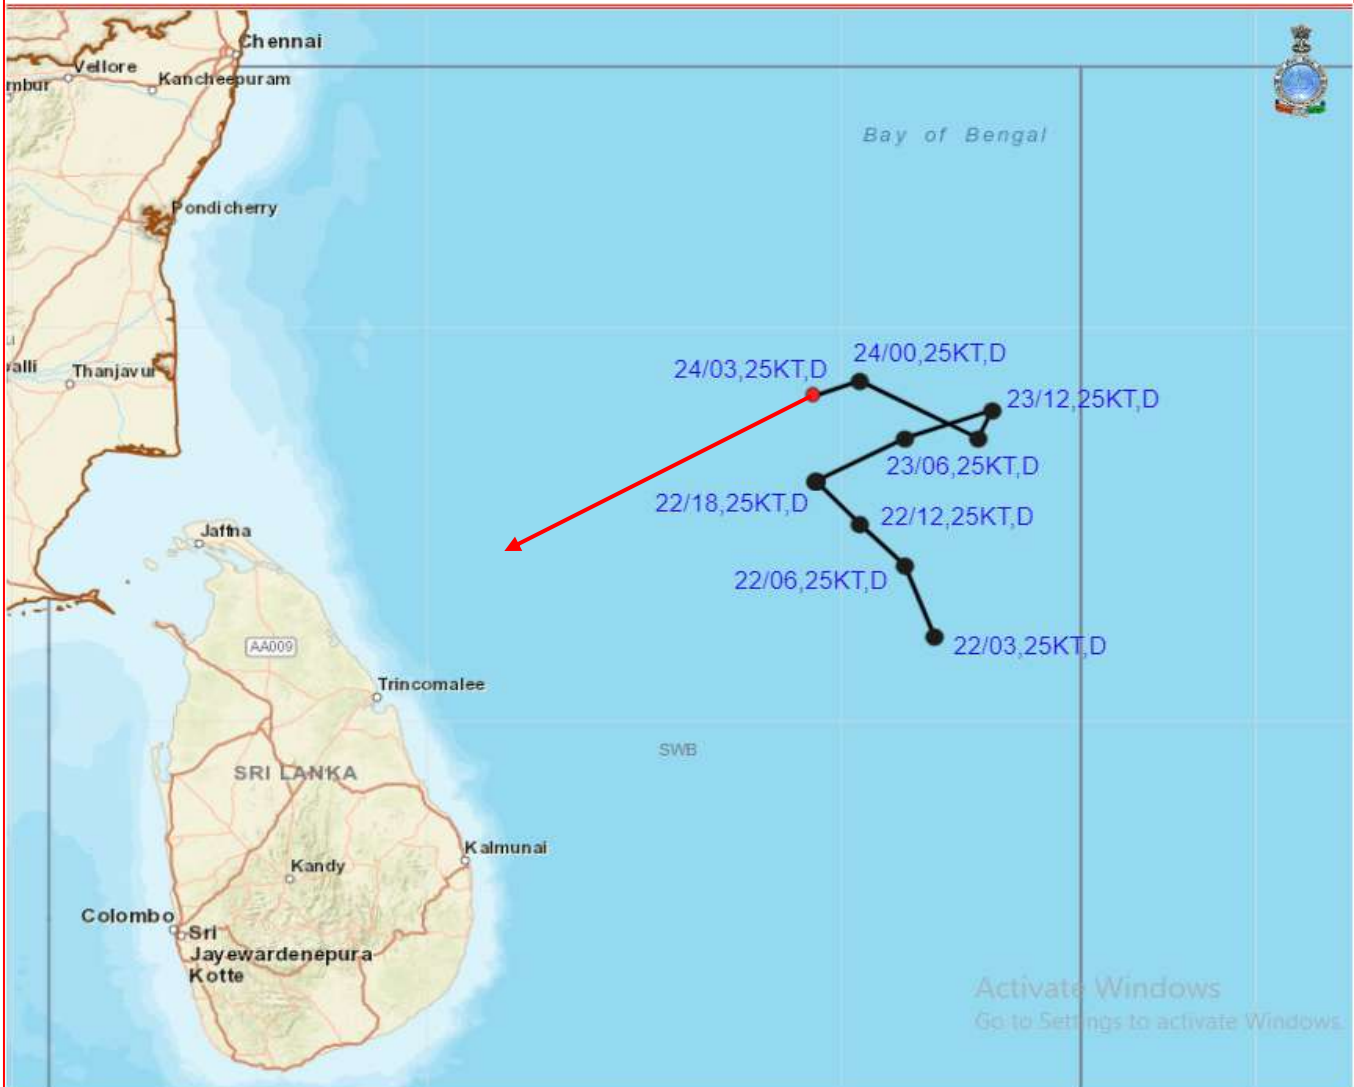 Chennai
Vellore
mbur
Kancheepuram
Bay of Bengal
Pondicherry
alli
Thanjavur
24/03,25KT,D
24/00,25KT,D
23/12,25KT,D
23/06,25KT,D
22/18,25KT,D
22/12,25KT,D
22/06,25KT,D
22/03,25KT,D
Jaffna
AA009
Trincomalee
SWB
SRI LANKA
Kalmunai
Kandy
Colombo
Sri
Jayewardenepura
Kotte
Activate Windows
Go to Settings to activate Windows.